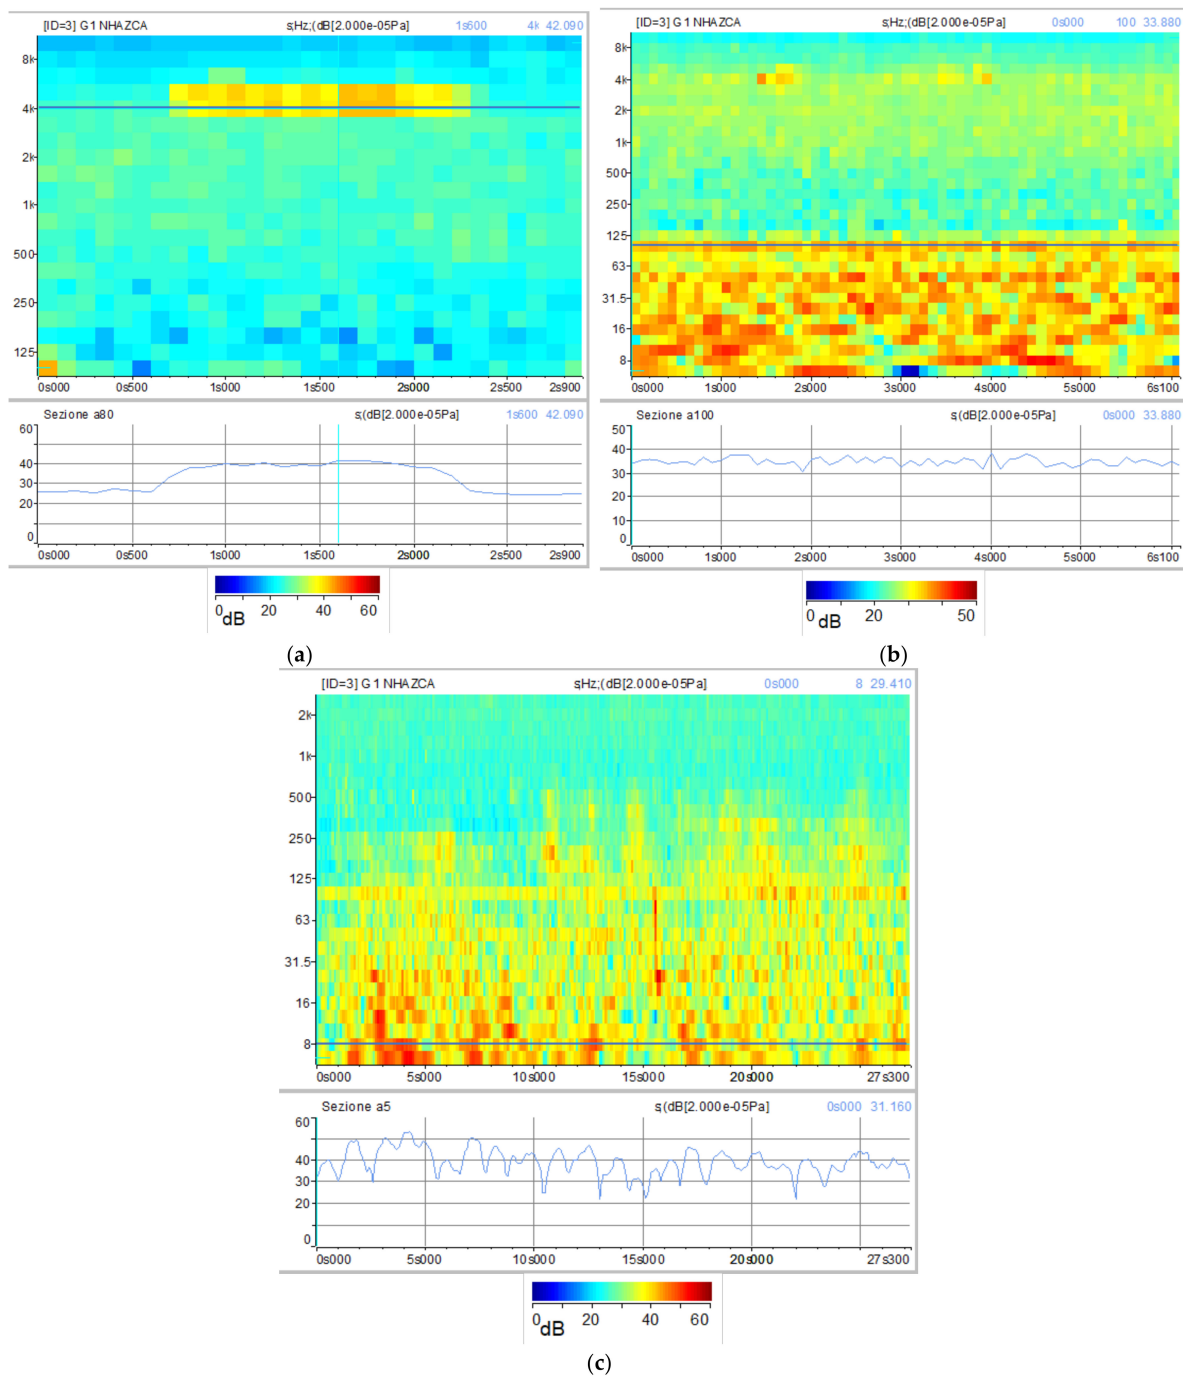 [ID=3] G1 NHAZCA s;Hz;(dB[2.000e-05Pa] 1s600 4k 42.090
8k
4k
2k
1k
500
250
125
0s000 0s500 1s000 1s500 2s000 2s500 2s900
Sezione a80 s;(dB[2.000e-05Pa] 1s600 42.090
60
40
30
20
0
0s000 0s500 1s000 1s500 2s000 2s500 2s900
0 20 40 60
dB
(a)
[ID=3] G1 NHAZCA s;Hz;(dB[2.000e-05Pa] 0s000 100 33.880
8k
4k
2k
1k
500
250
125
63
31.5
16
8
0s000 1s000 2s000 3s000 4s000 5s000 6s100
Sezione a100 s;(dB[2.000e-05Pa] 0s000 33.880
50
40
30
20
10
0
0s000 1s000 2s000 3s000 4s000 5s000 6s100
0 20 50
dB
(b)
[ID=3] G1 NHAZCA s;Hz;(dB[2.000e-05Pa] 0s000 8 29.410
2k
1k
500
250
125
63
31.5
16
8
0s000 5s000 10s000 15s000 20s000 27s300
Sezione a5 s;(dB[2.000e-05Pa] 0s000 31.160
60
40
30
20
0
0s000 5s000 10s000 15s000 20s000 27s300
0 20 40 60
dB
(c)